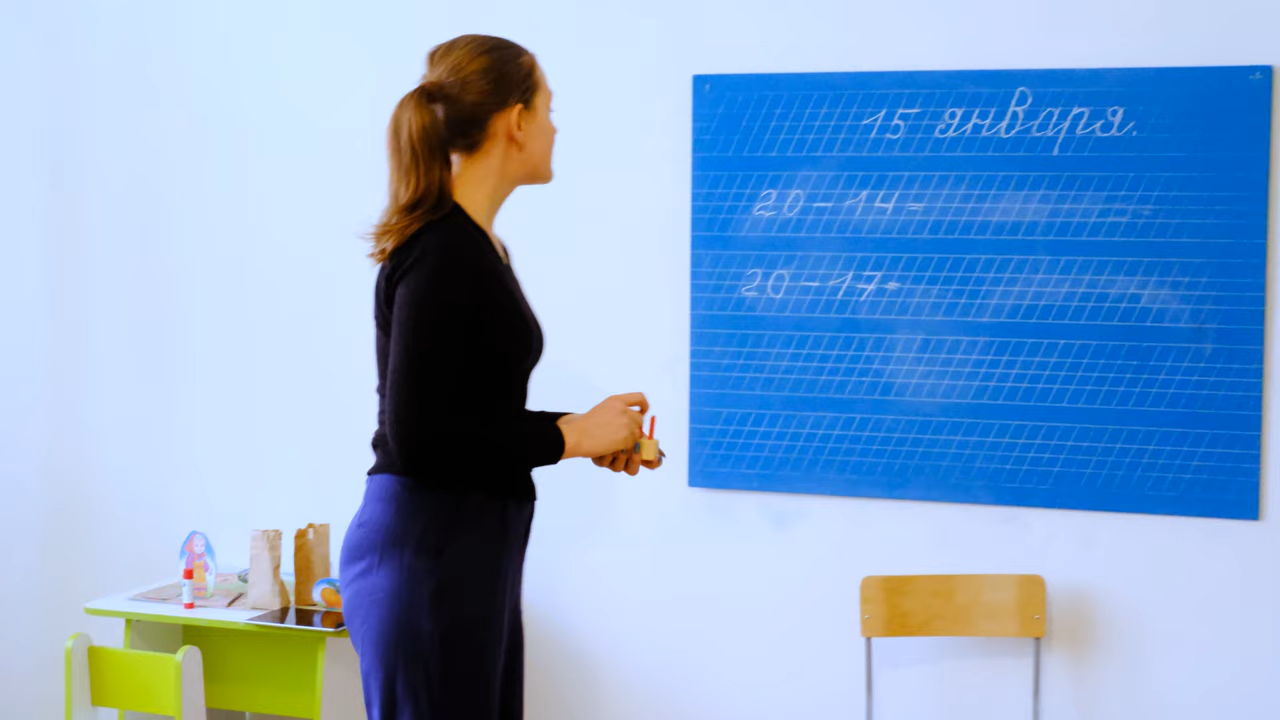 15 января.
20 - 14 =
20 - 17 =